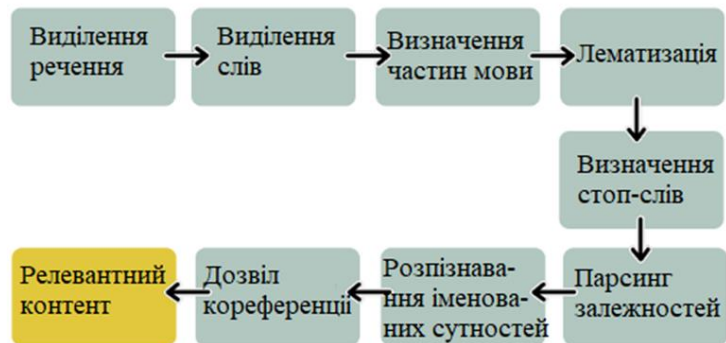 Виділення
речення
Виділення
слів
Визначення
частин мови
Лематизація
Визначення
стоп-слів
Парсинг
залежностей
Розпізнава-
ння іменова-
них сутностей
Дозвіл
кореференції
Релевантний
контент